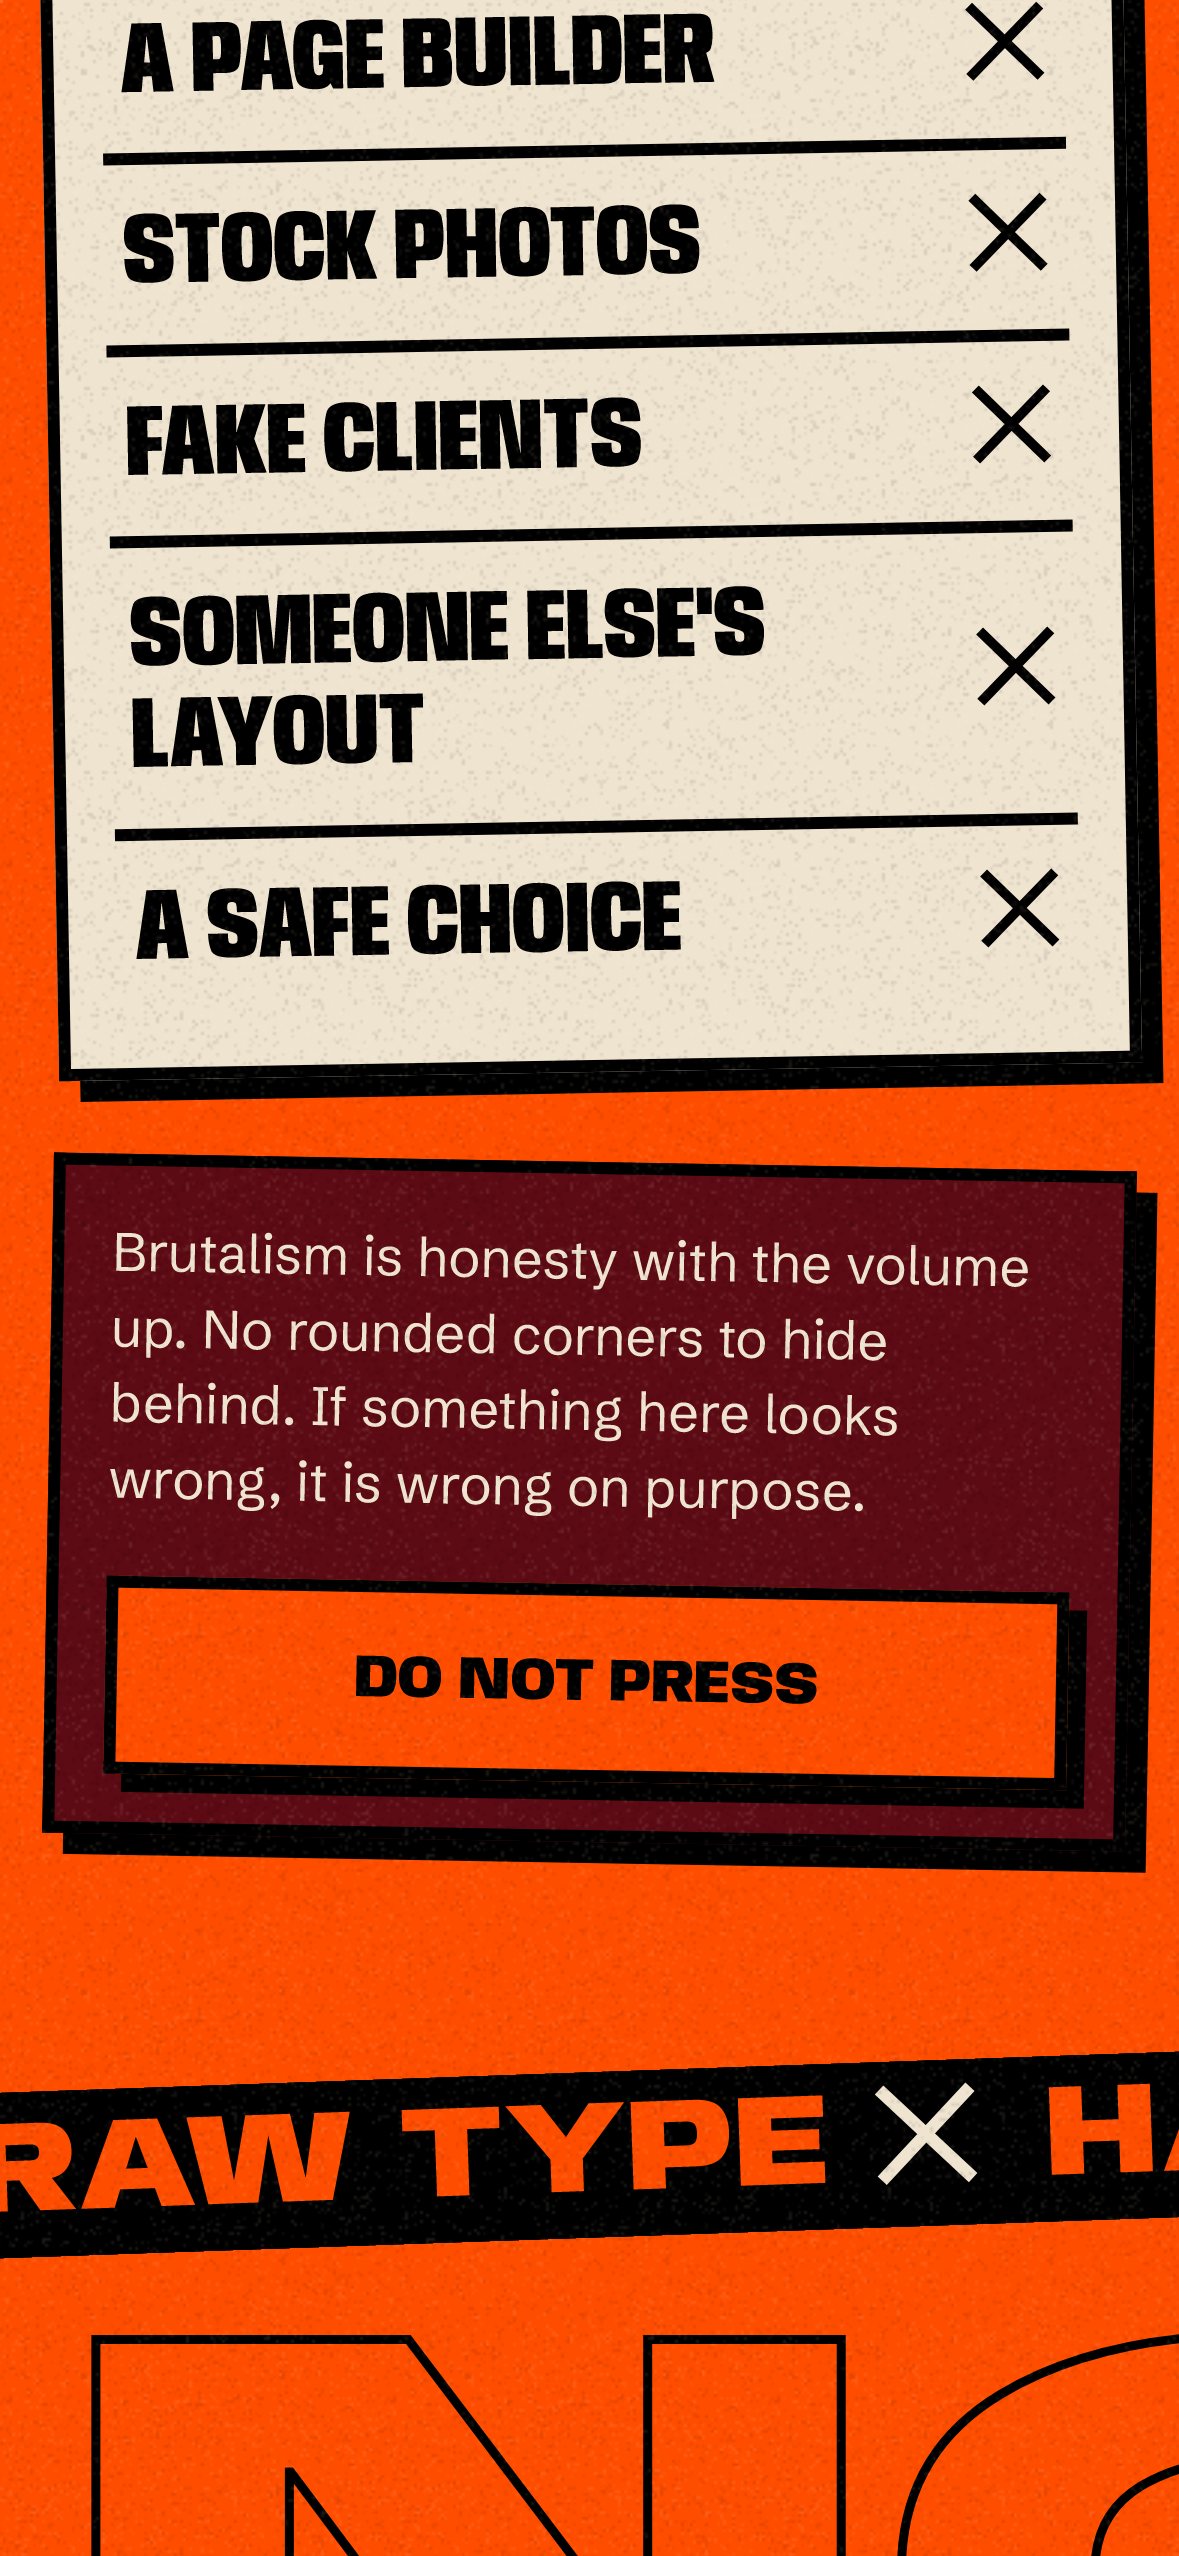 A PAGE BUILDER
STOCK PHOTOS
FAKE CLIENTS
SOMEONE ELSE'S
LAYOUT
A SAFE CHOICE
Brutalism is honesty with the volume
up. No rounded corners to hide
behind. If something here looks
wrong, it is wrong on purpose.
DO NOT PRESS
RAW TYPE